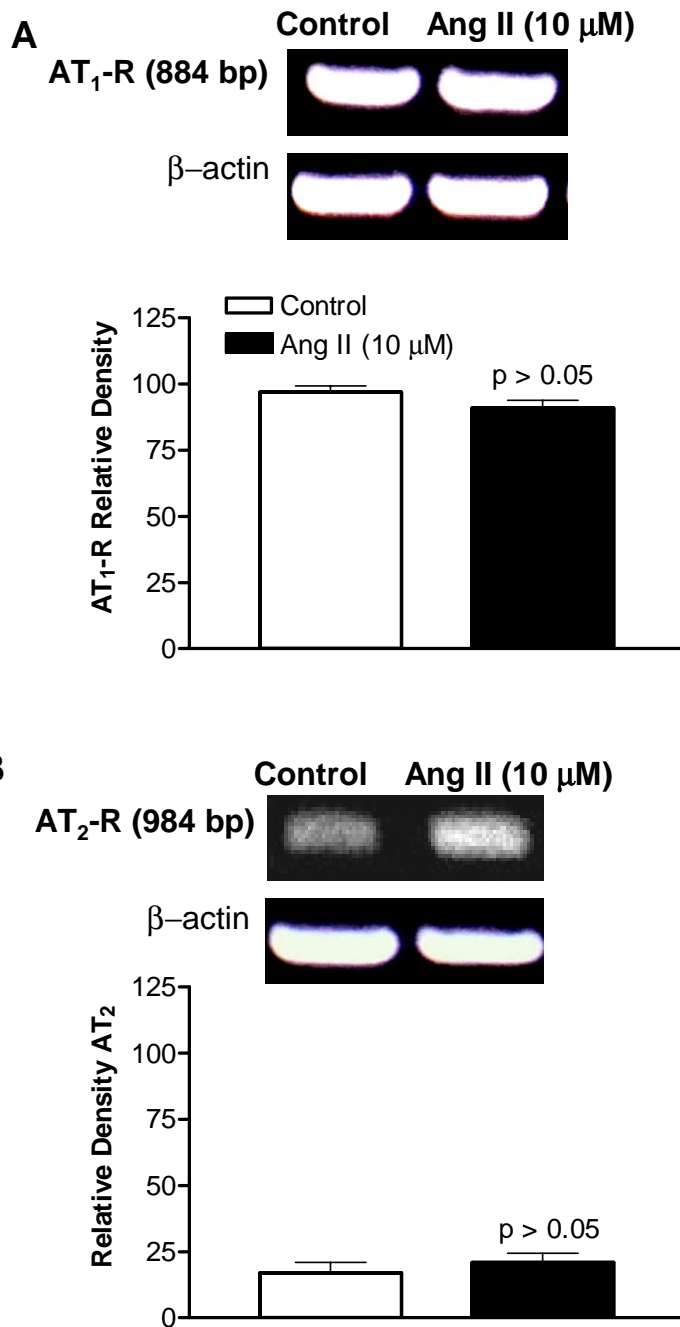 A
Control Ang II (10 μM)
AT₁-R (884 bp)
β–actin
Control
Ang II (10 μM)
AT₁-R Relative Density
125
100
75
50
25
0
p > 0.05
Control Ang II (10 μM)
AT₂-R (984 bp)
β–actin
Relative Density AT₂
125
100
75
50
25
0
p > 0.05